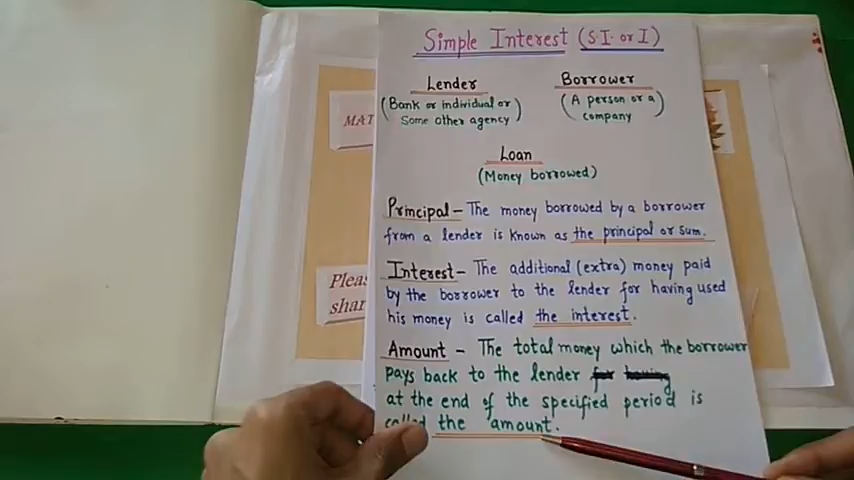 Simple Interest (S.I. or I)
Lender Borrower
(Bank or individual or (A person or a
Some other agency) company)
Loan
(Money borrowed)
MAT
Principal - The money borrowed by a borrower
from a lender is known as the principal or sum.
Interest - The additional (extra) money paid
by the borrower to the lender for having used
his money is called the interest.
Pleas
shar
Amount - The total money which the borrower
pays back to the lender for having
at the end of the specified period is
called the amount.